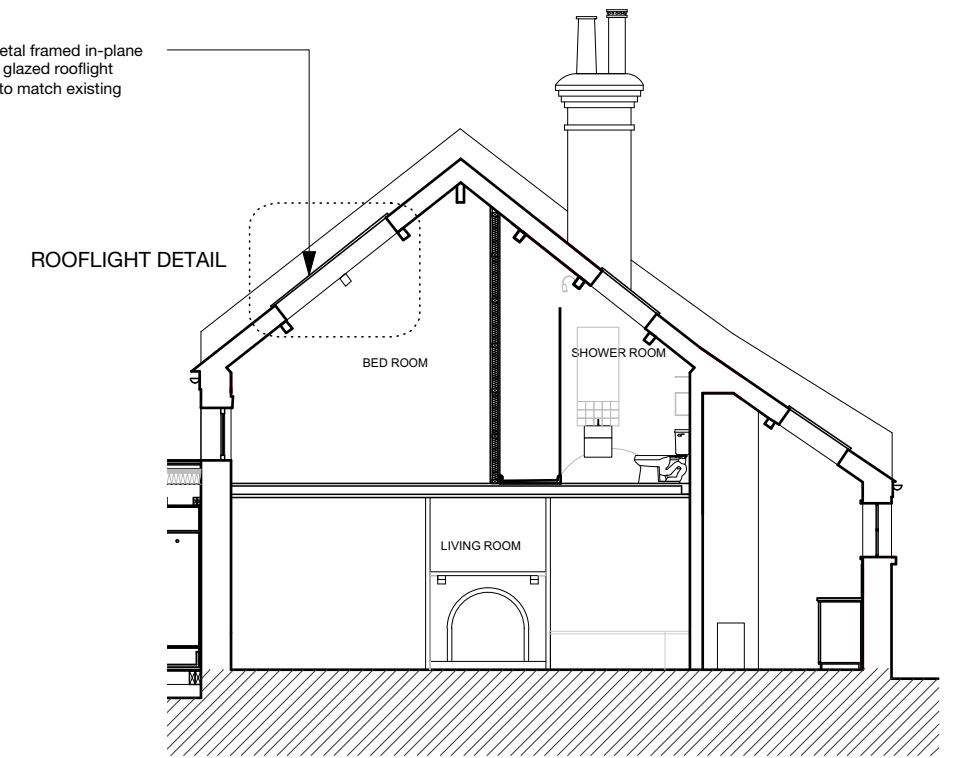 etal framed in-plane
glazed rooflight
to match existing
ROOFLIGHT DETAIL
BED ROOM
SHOWER ROOM
LIVING ROOM